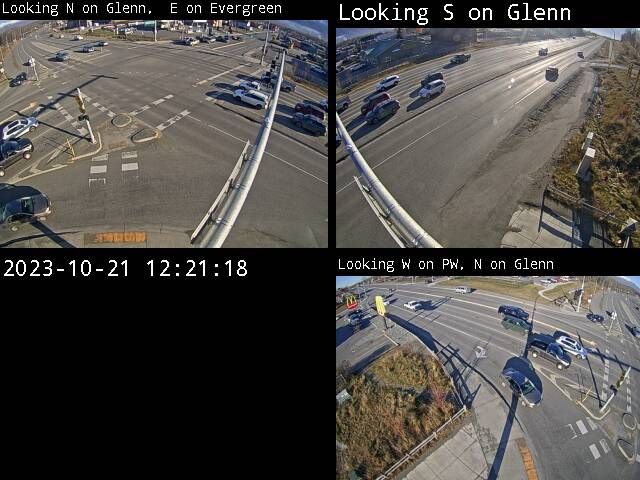 Looking N on Glenn,  E on Evergreen
Looking S on Glenn
2023-10-21 12:21:18
Looking W on PW, N on Glenn